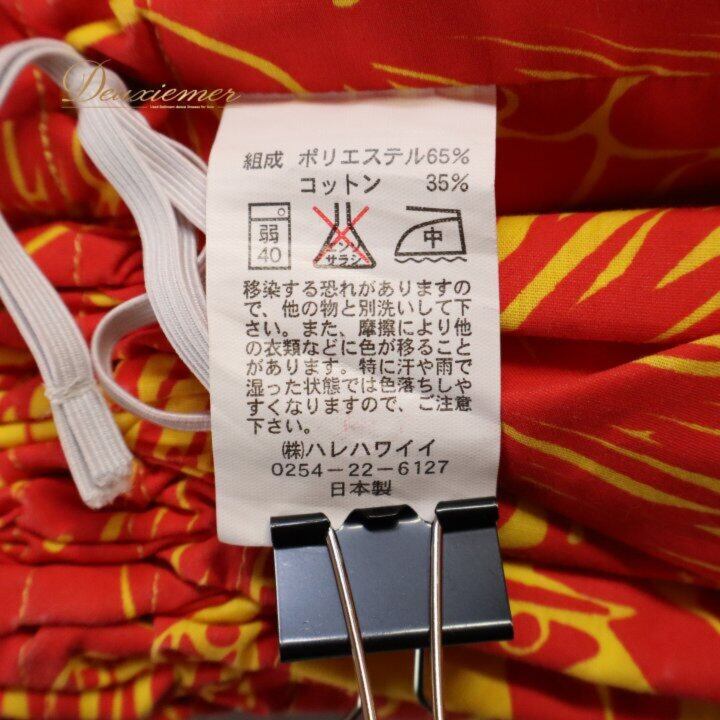 Deuxiemer
組成 ポリエステル65%
コットン 35%
弱
40
エンソ
サラシ
中
移染する恐れがありますの
で、他の物と別洗いして下
さい。また、摩擦により他
の衣類などに色が移ること
があります。特に汗や雨で
湿った状態では色落ちしや
すくなりますので、ご注意
下さい。
㈱ハレハワイイ
0254-22-6127
日本製